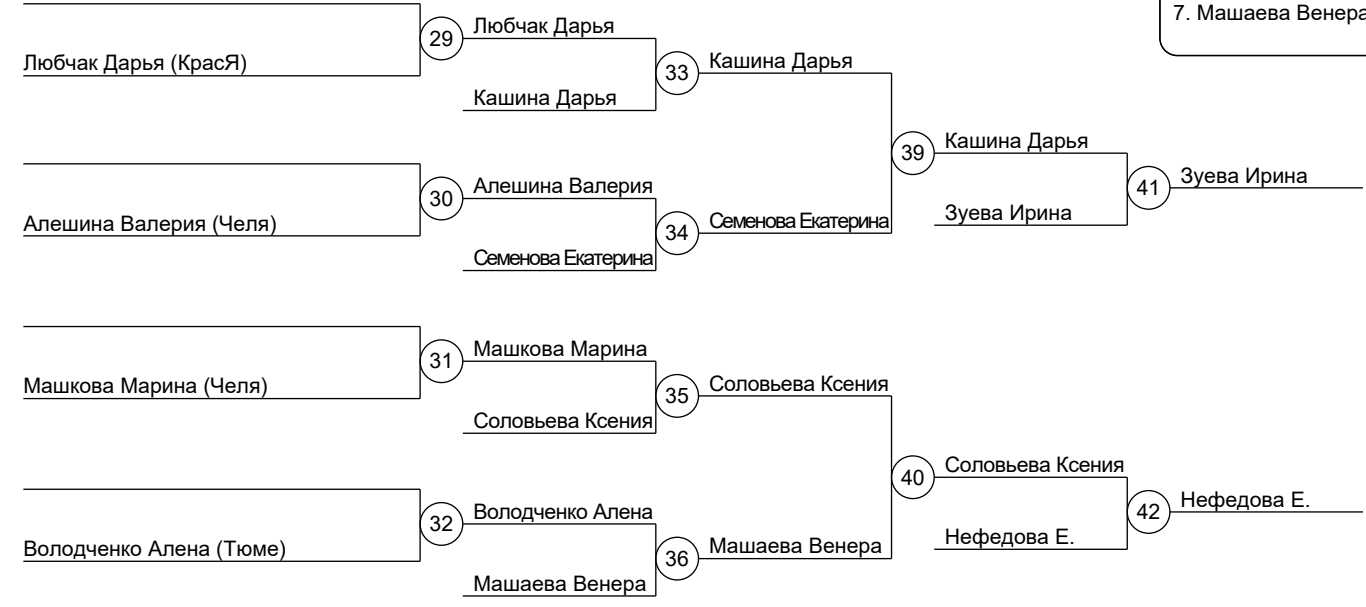 7. Машаева Венера
29 Любчак Дарья
Любчак Дарья (КрасЯ)
33 Кашина Дарья
Кашина Дарья
39 Кашина Дарья
30 Алешина Валерия
41 Зуева Ирина
Алешина Валерия (Челя)
34 Семенова Екатерина
Зуева Ирина
Семенова Екатерина
31 Машкова Марина
Машкова Марина (Челя)
35 Соловьева Ксения
Соловьева Ксения
40 Соловьева Ксения
32 Володченко Алена
42 Нефедова Е.
Володченко Алена (Тюме)
36 Машаева Венера
Нефедова Е.
Машаева Венера